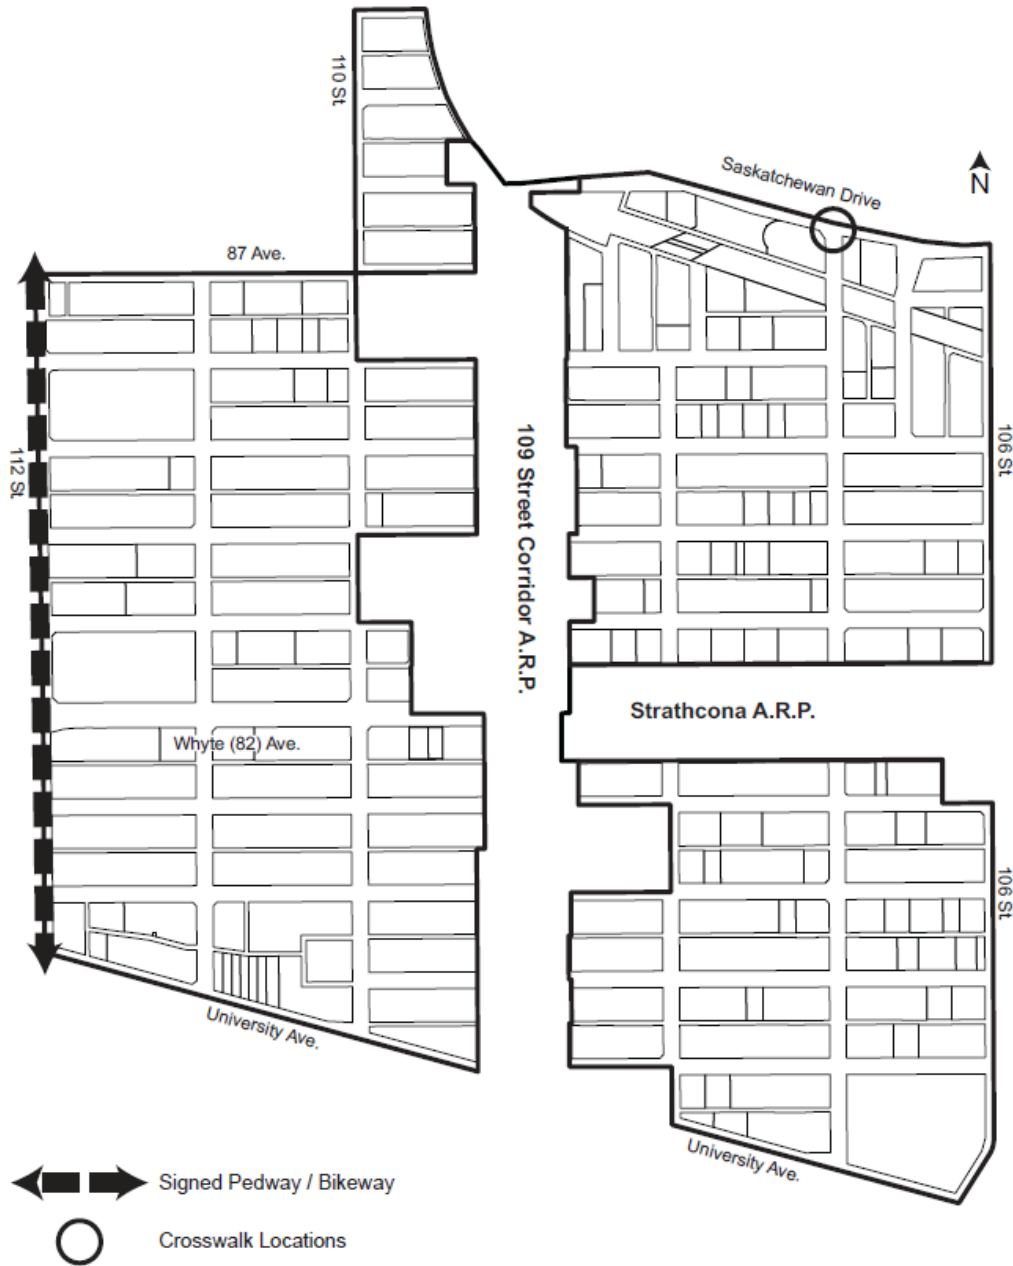 110 St.
Saskatchewan Drive
N
87 Ave.
112 St.
109 Street Corridor A.R.P.
106 St.
Strathcona A.R.P.
Whyte (82) Ave.
106 St.
University Ave.
University Ave.
Signed Pedway / Bikeway
Crosswalk Locations